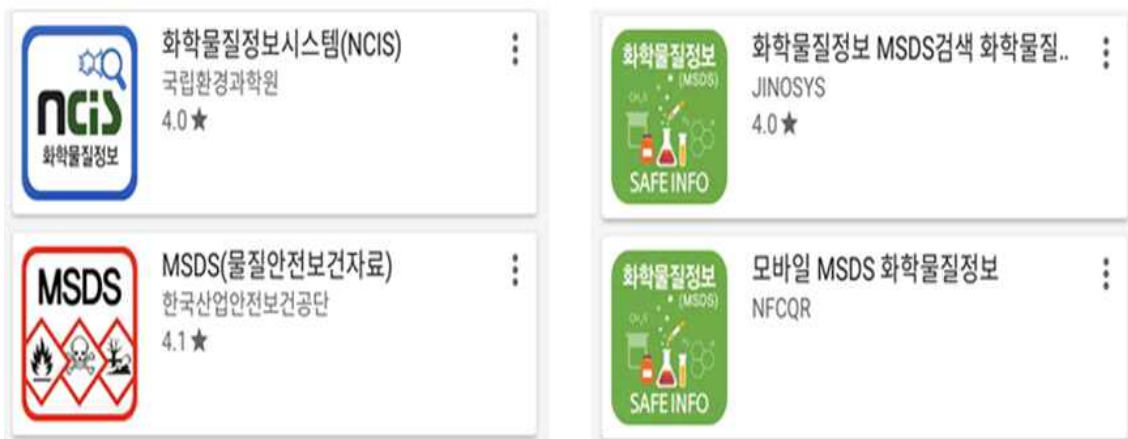 ncis
화학물질정보
화학물질정보시스템(NCIS)
국립환경과학원
4.0★
MSDS
MSDS(물질안전보건자료)
한국산업안전보건공단
4.1★
화학물질정보
(MSDS)
SAFE INFO
화학물질정보 MSDS검색 화학물질..
JINOSYS
4.0★
화학물질정보
(MSDS)
SAFE INFO
모바일 MSDS 화학물질정보
NFCQR